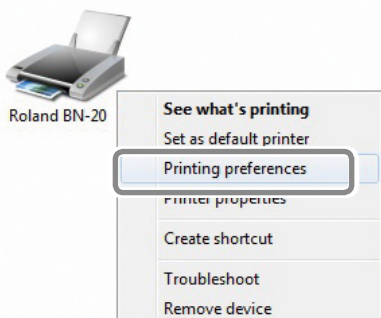 Roland BN-20
See what's printing
Set as default printer
Printing preferences
Printer properties
Create shortcut
Troubleshoot
Remove device